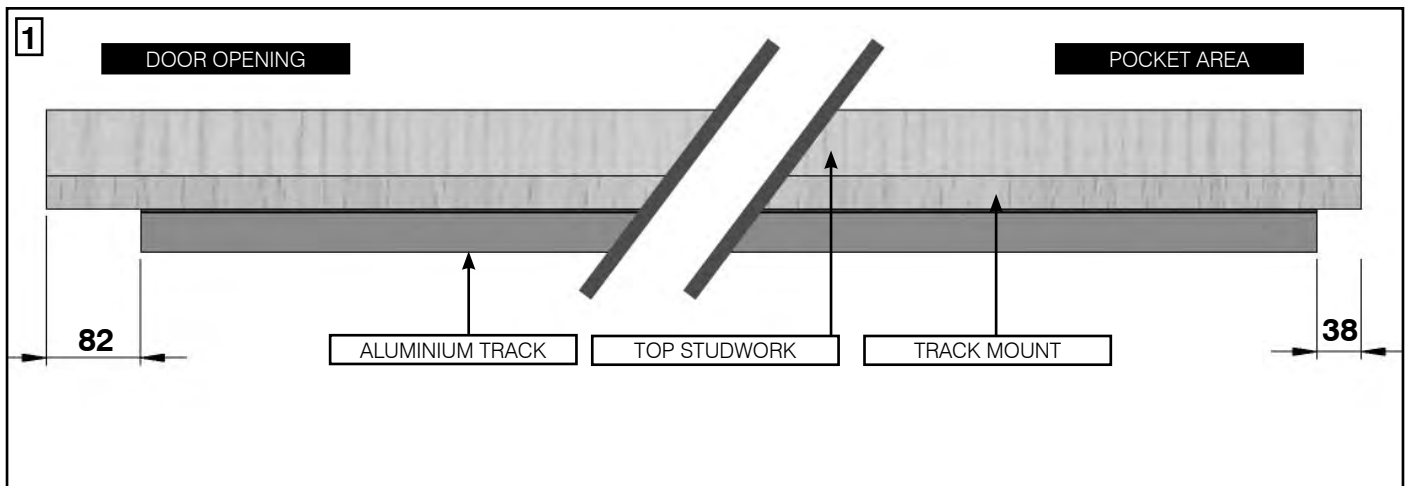 1
DOOR OPENING
POCKET AREA
82
38
ALUMINIUM TRACK
TOP STUDWORK
TRACK MOUNT